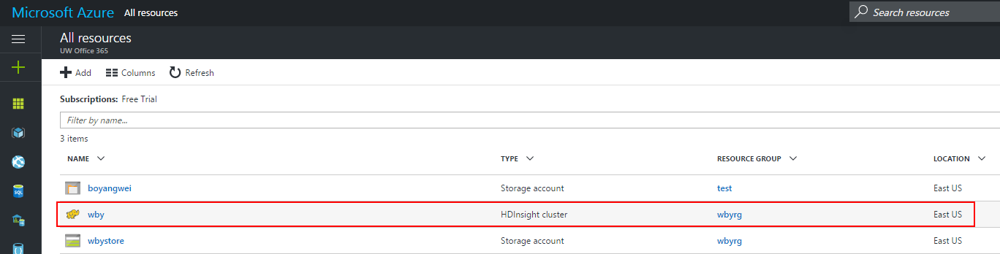 Microsoft Azure All resources
Search resources
All resources
UW Office 365
Add Columns Refresh
Subscriptions: Free Trial
Filter by name...
3 items
NAME TYPE RESOURCE GROUP LOCATION
boyangwei Storage account test East US
wby HDInsight cluster wbyrg East US
wbystore Storage account wbyrg East US
SQL